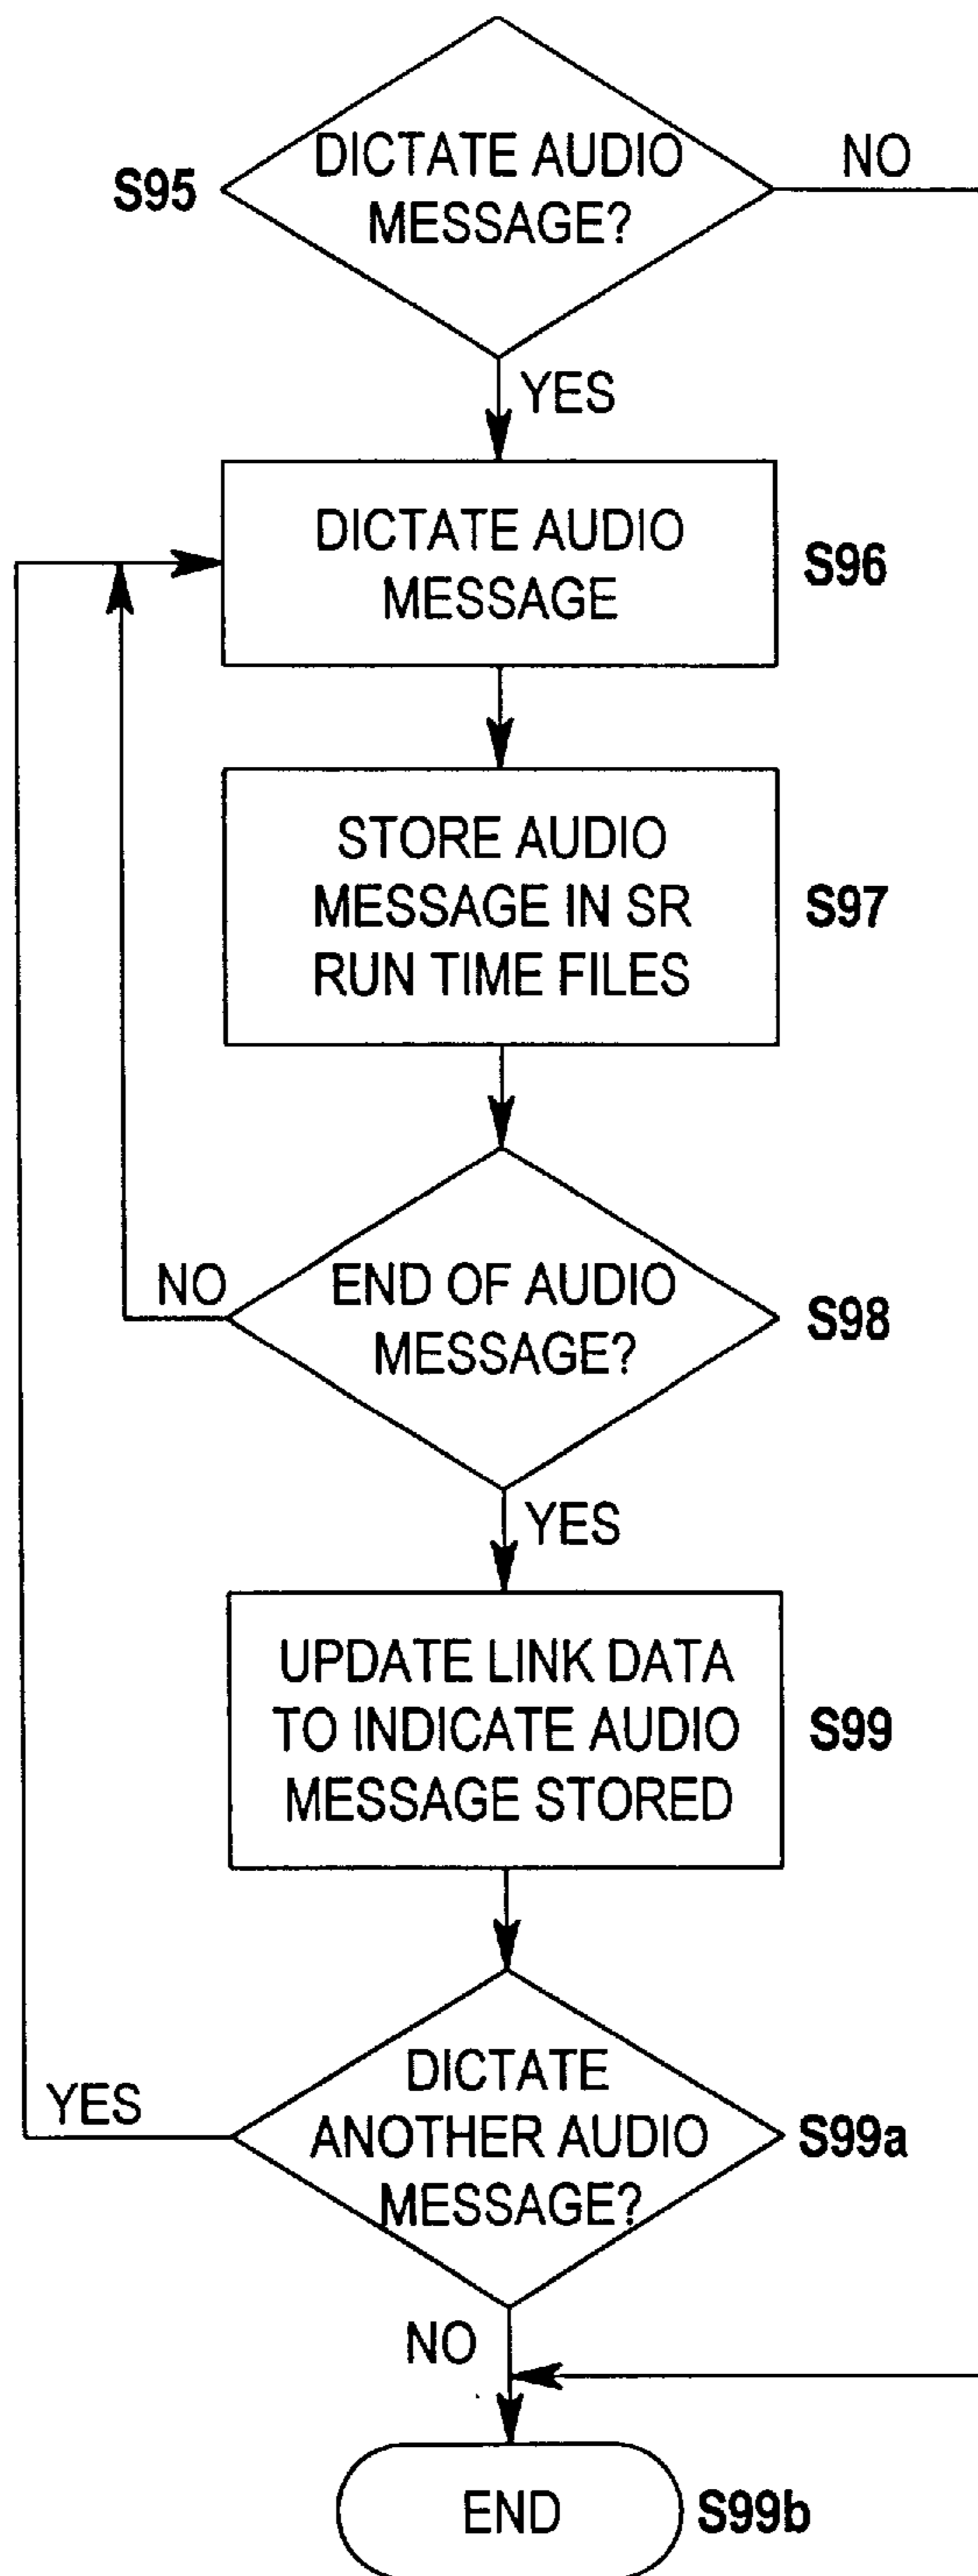 DICTATE AUDIO
MESSAGE?
S95
NO
YES
DICTATE AUDIO
MESSAGE
S96
STORE AUDIO
MESSAGE IN SR
RUN TIME FILES
S97
END OF AUDIO
MESSAGE?
S98
NO
YES
UPDATE LINK DATA
TO INDICATE AUDIO
MESSAGE STORED
S99
DICTATE
ANOTHER AUDIO
MESSAGE?
S99a
YES
NO
END
S99b